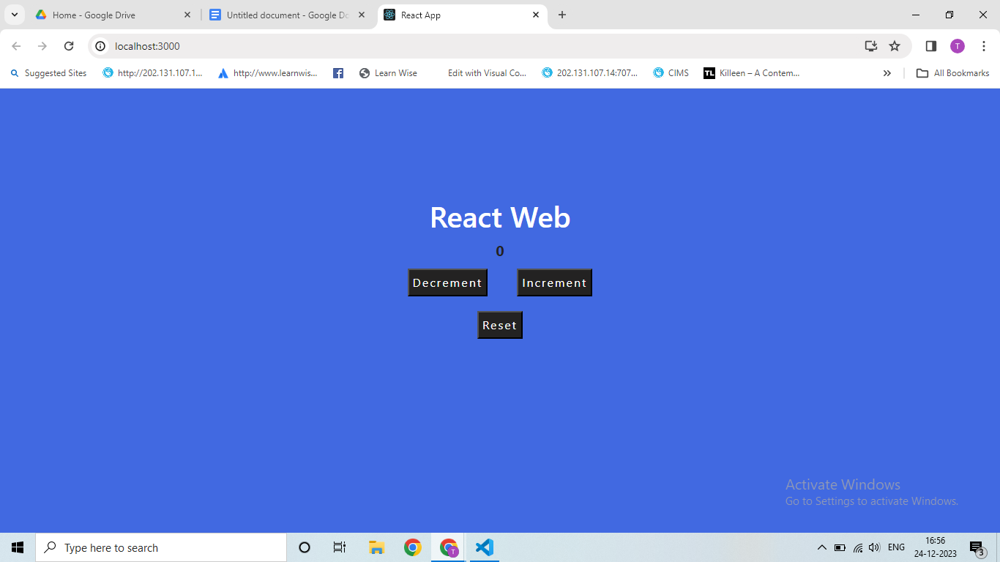 Home - Google Drive
Untitled document - Google Do
React App
localhost:3000
T
Suggested Sites
http://202.131.107.1...
http://www.learnwis...
Learn Wise
Edit with Visual Co...
202.131.107.14:707...
CIMS
TL
Killeen – A Contem...
All Bookmarks
React Web
0
Decrement
Increment
Reset
Activate Windows
Go to Settings to activate Windows.
Type here to search
T
ENG
16:56
24-12-2023
3